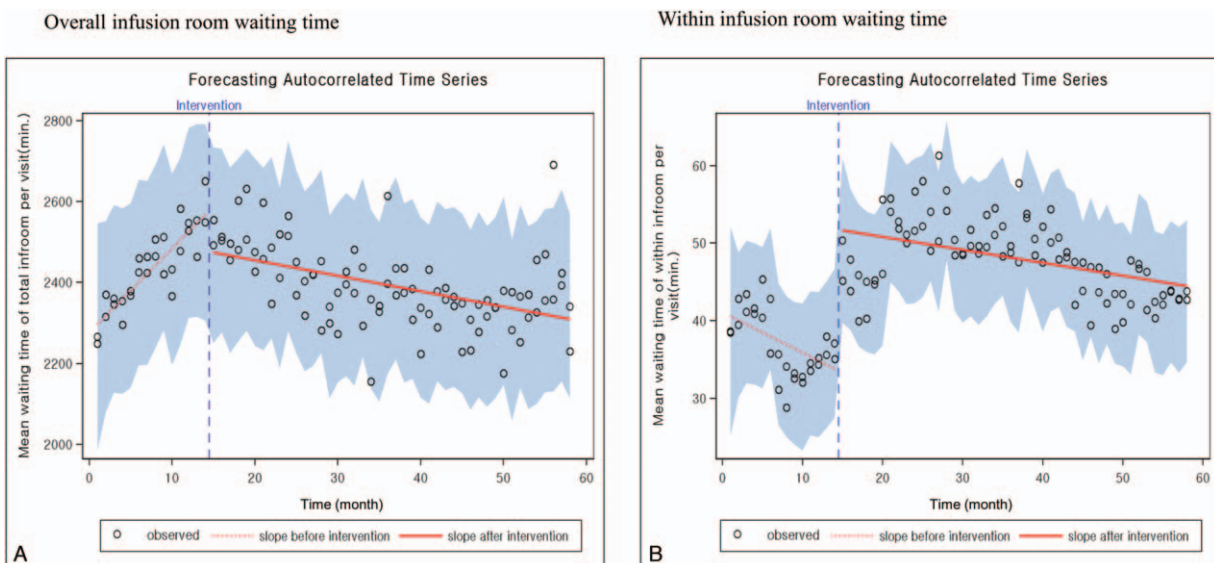 Overall infusion room waiting time
Forecasting Autocorrelated Time Series
Intervention
Mean waiting time of total infroom per visit(min.)
2800
2600
2400
2200
2000
0 10 20 30 40 50 60
Time (month)
observed slope before intervention slope after intervention
A
Within infusion room waiting time
Forecasting Autocorrelated Time Series
Intervention
Mean waiting time of within infroom per
visit(min.)
60
50
40
30
0 10 20 30 40 50 60
Time (month)
observed slope before intervention slope after intervention
B